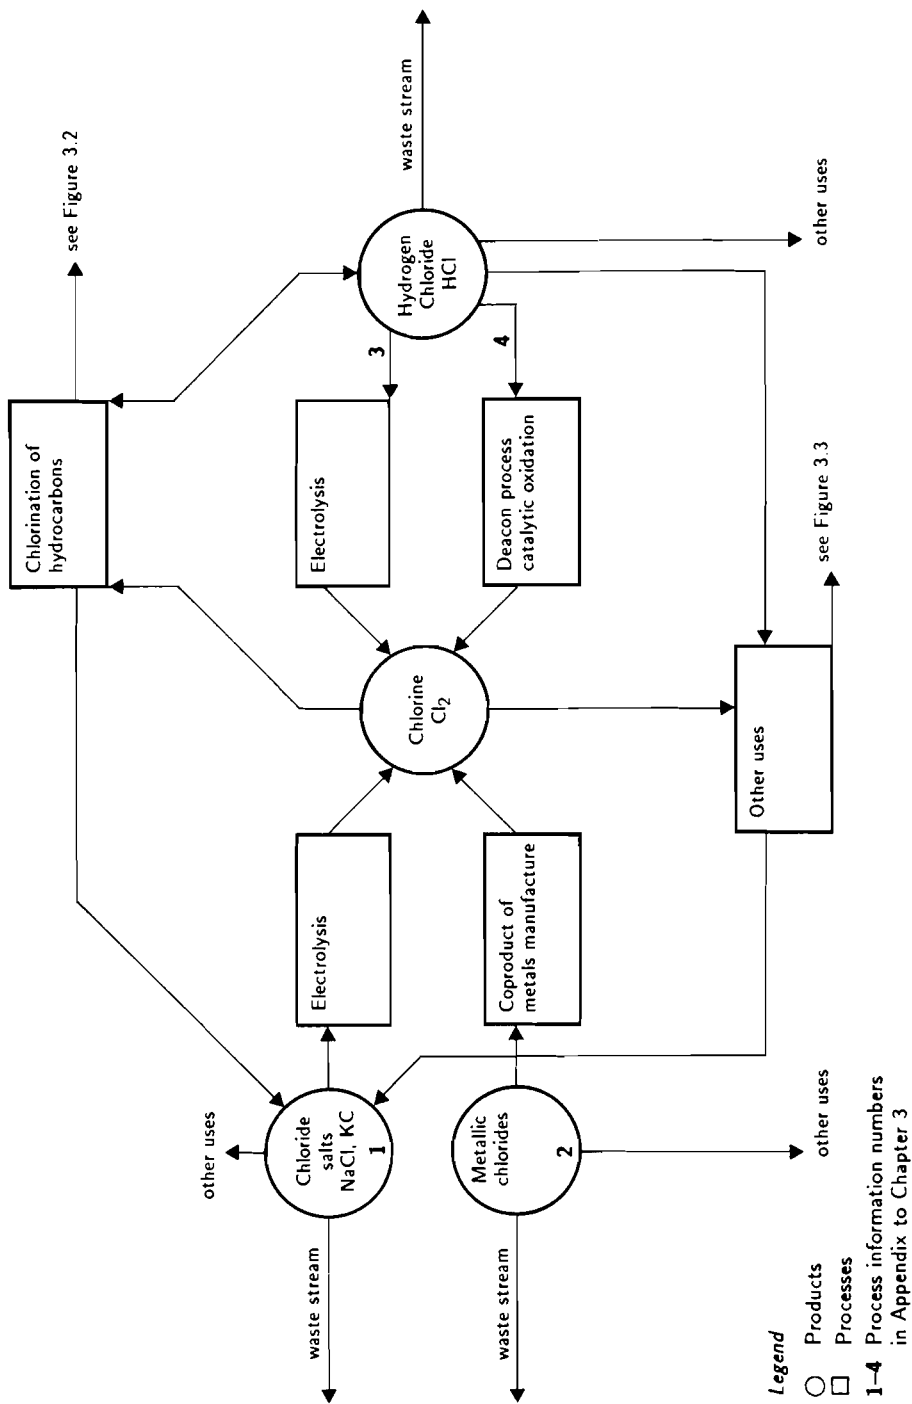 Chlorination of
hydrocarbons
see Figure 3.2
other uses
waste stream
Chloride
salts
NaCl, KC
1
Electrolysis
Electrolysis
3
Hydrogen
Chloride
HCl
waste stream
Chlorine
Cl2
waste stream
Metallic
chlorides
2
Coproduct of
metals manufacture
Deacon process
catalytic oxidation
4
other uses
Other uses
see Figure 3.3
other uses
Legend
Products
Processes
1–4 Process information numbers
in Appendix to Chapter 3